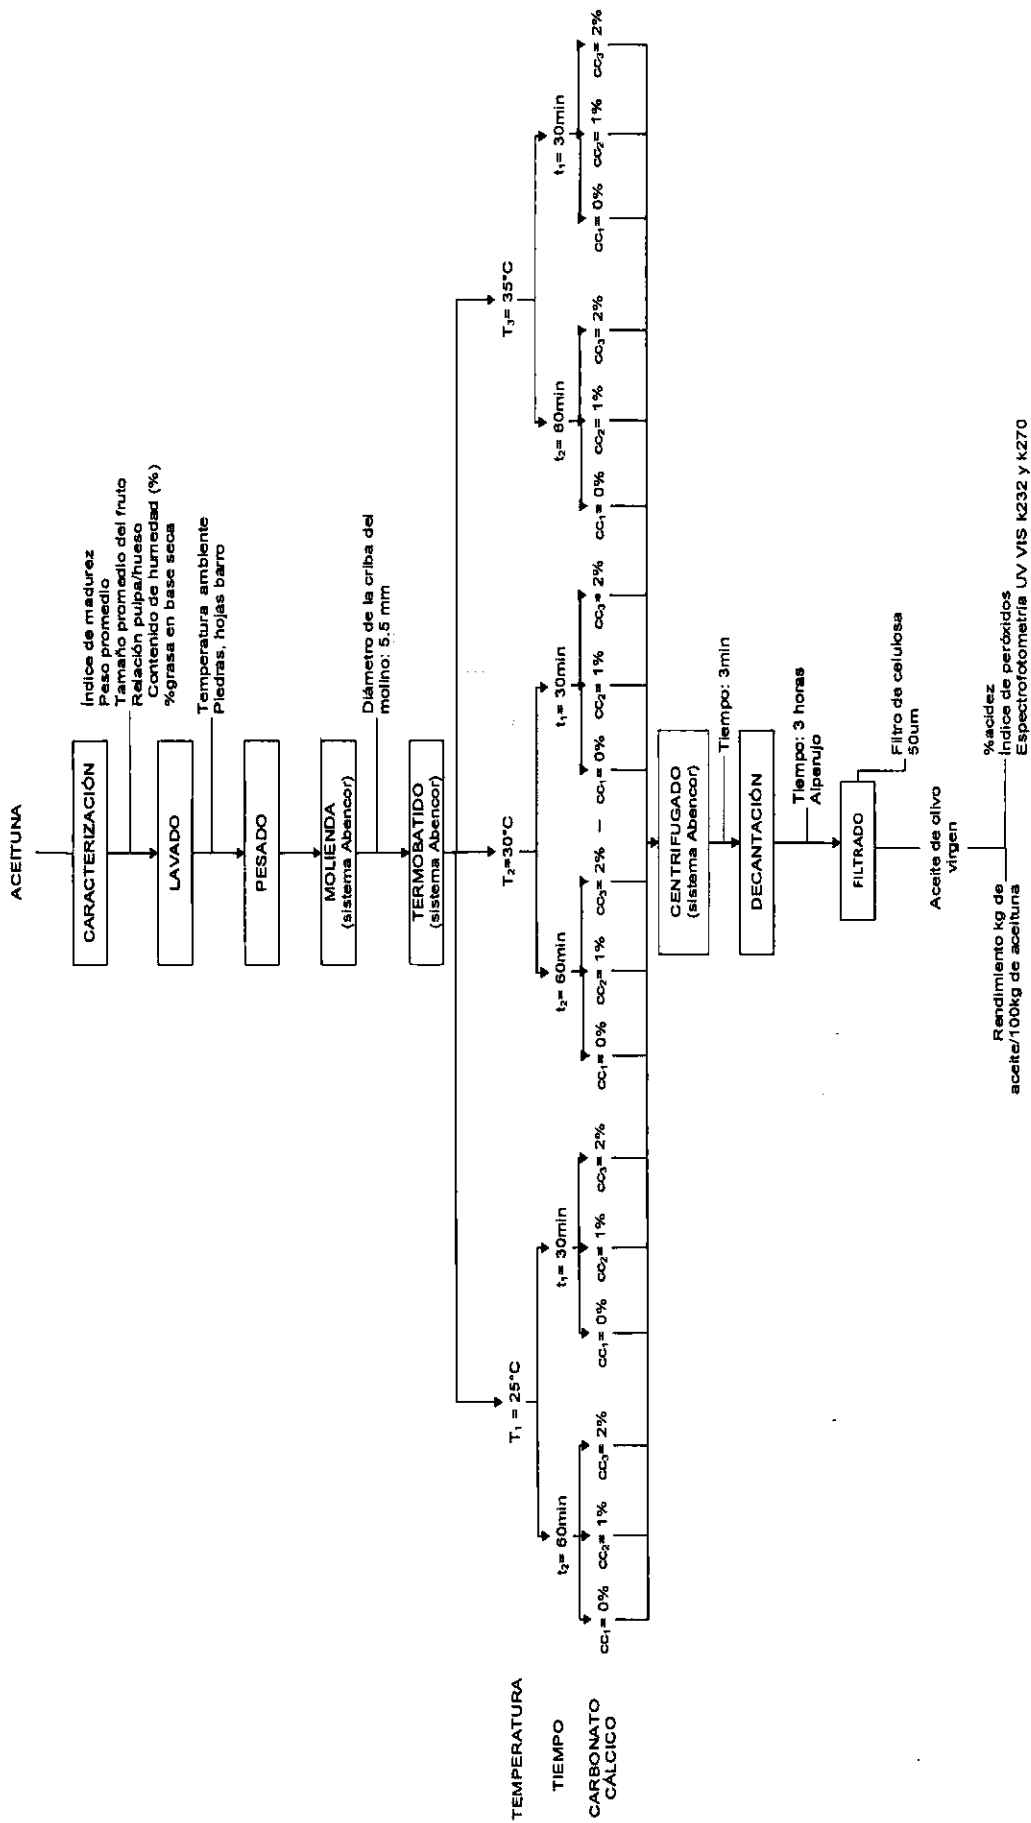 ACEITUNA
CARACTERIZACIÓN
Índice de madurez
Peso promedio
Tamaño promedio del fruto
Relación pulpa/hueso
Contenido de humedad (%)
%grasa en base seca
LAVADO
Temperatura ambiente
Piedras, hojas barro
PESADO
MOLIENDA
(sistema Abencor)
Diámetro de la criba del
molino: 5.5 mm
TERMOBATIDO
(sistema Abencor)
TEMPERATURA
T₁ = 25°C
T₂=30°C
T₃= 35°C
TIEMPO
t₂= 60min
t₁= 30min
t₂= 60min
t₁= 30min
t₂= 60min
t₁= 30min
CARBONATO
CÁLCICO
cc₁= 0% cc₂= 1% cc₃= 2%
cc₁= 0% cc₂= 1% cc₃= 2%
cc₁= 0% cc₂= 1% cc₃= 2% –
cc₁= 0% cc₂= 1% cc₃= 2%
cc₁= 0% cc₂= 1% cc₃= 2%
cc₁= 0% cc₂= 1% cc₃= 2%
CENTRIFUGADO
(sistema Abencor)
Tiempo: 3min
DECANTACIÓN
Tiempo: 3 horas
Alperujo
FILTRADO
Filtro de celulosa
50um
Aceite de olivo
virgen
Rendimiento kg de
aceite/100kg de aceituna
%acidez
Índice de peróxidos
Espectrofotometría UV VIS k232 y k270